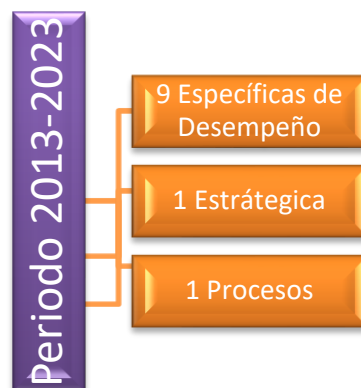 Periodo 2013-2023
9 Específicas de
Desempeño
1 Estrátegica
1 Procesos